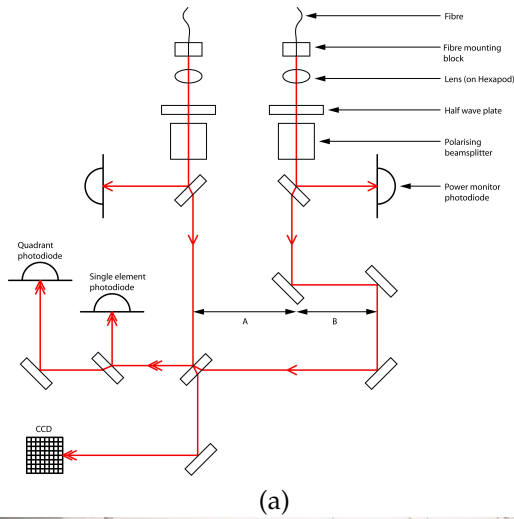 Fibre
Fibre mounting
block
Lens (on Hexapod)
Half wave plate
Polarising
beamsplitter
Power monitor
photodiode
Quadrant
photodiode
Single element
photodiode
A
B
CCD
(a)